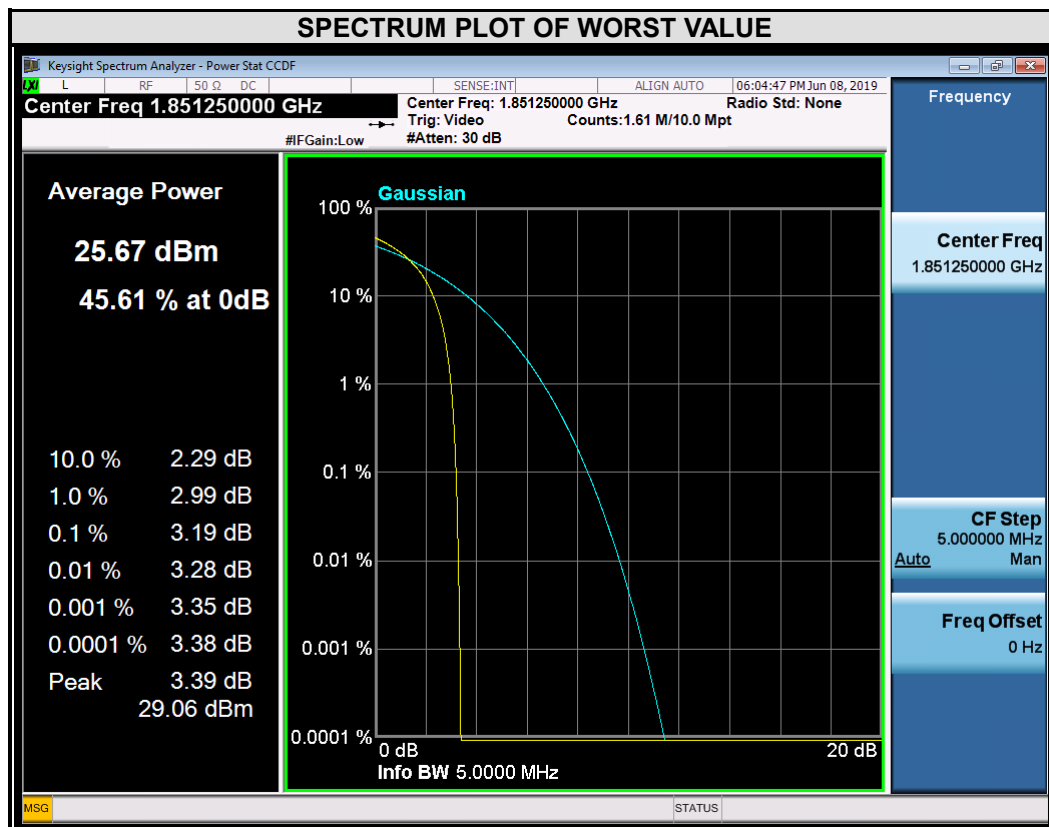 SPECTRUM PLOT OF WORST VALUE
Keysight Spectrum Analyzer - Power Stat CCDF
LXI L RF 50 Ω DC SENSE:INT ALIGN AUTO 06:04:47 PM Jun 08, 2019
Center Freq 1.851250000 GHz
Center Freq: 1.851250000 GHz Radio Std: None
Trig: Video Counts:1.61 M/10.0 Mpt
#IFGain:Low #Atten: 30 dB
Average Power
25.67 dBm
45.61 % at 0dB
10.0 % 2.29 dB
1.0 % 2.99 dB
0.1 % 3.19 dB
0.01 % 3.28 dB
0.001 % 3.35 dB
0.0001 % 3.38 dB
Peak 3.39 dB
29.06 dBm
Gaussian
100 %
10 %
1 %
0.1 %
0.01 %
0.001 %
0.0001 %
0 dB 20 dB
Info BW 5.0000 MHz
Frequency
Center Freq
1.851250000 GHz
CF Step
5.000000 MHz
Auto Man
Freq Offset
0 Hz
MSG STATUS